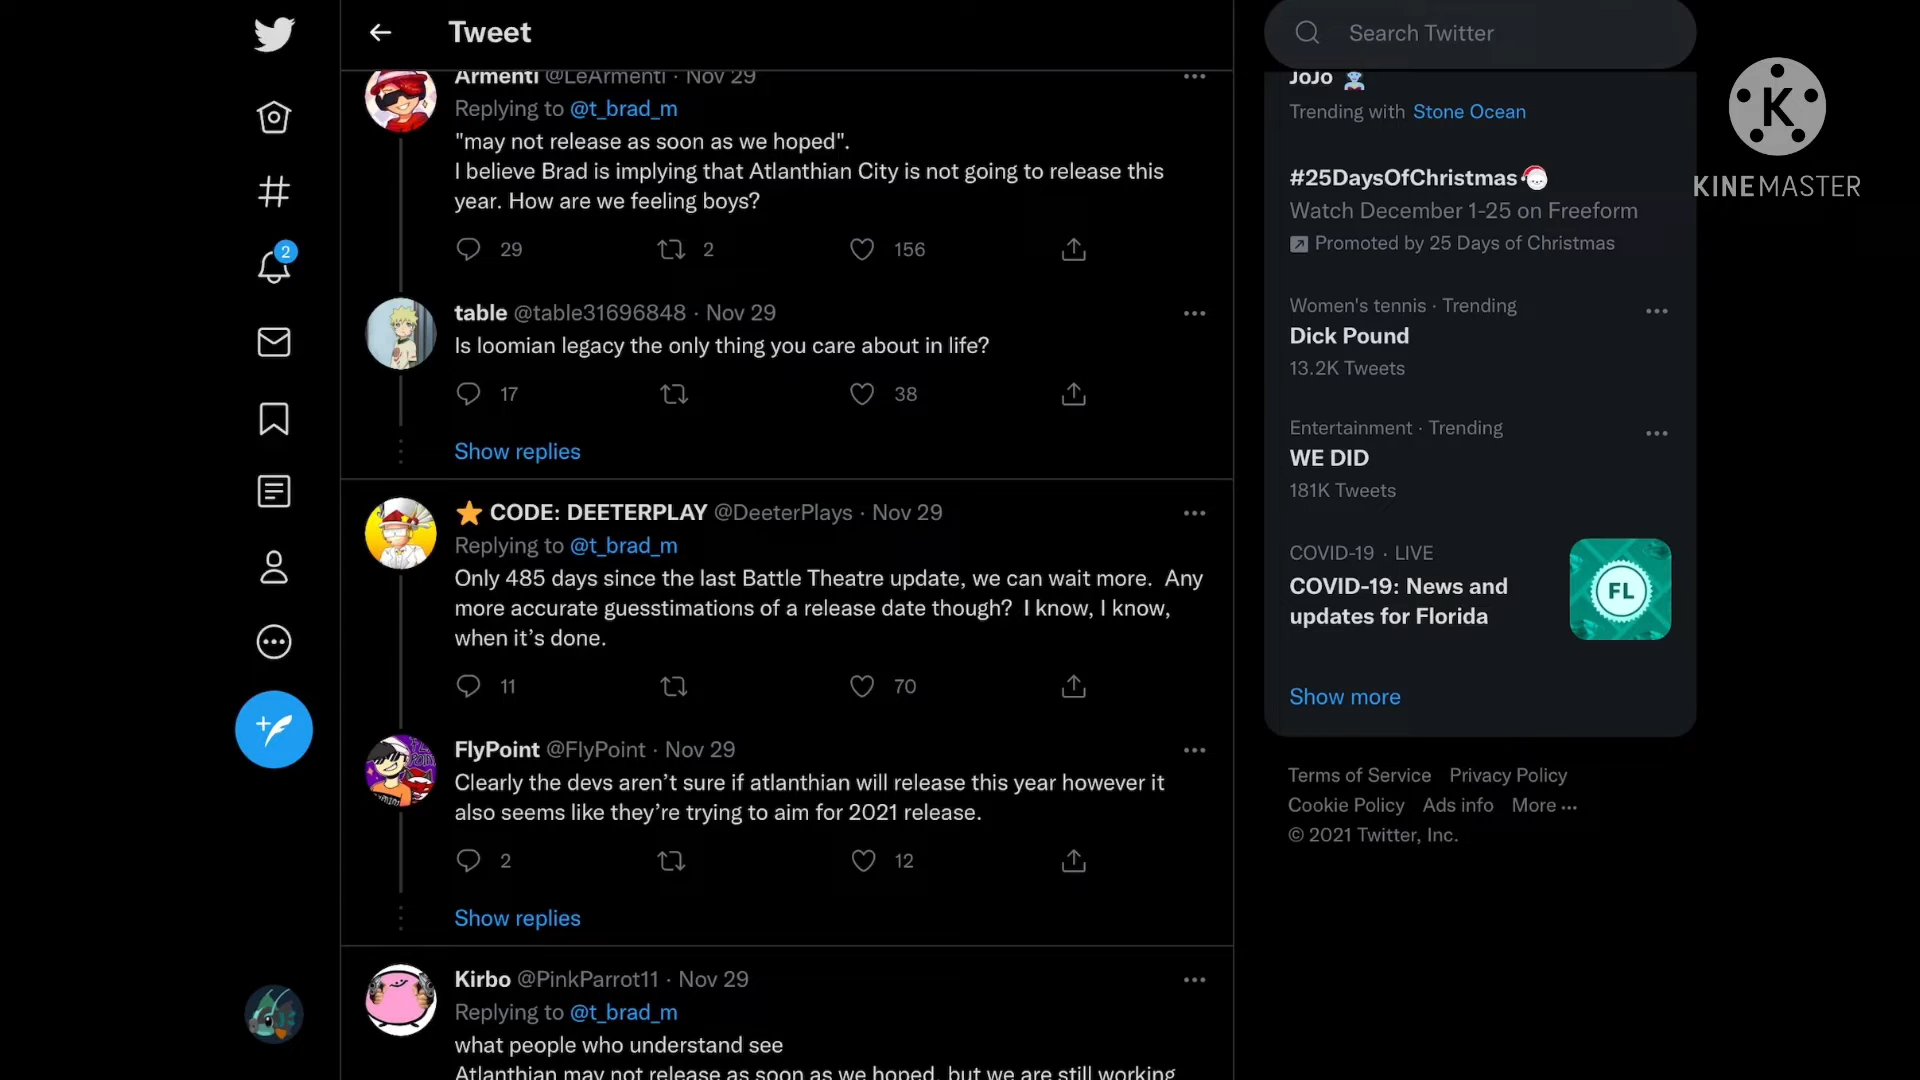 Tweet
Armenti @LeArmenti · Nov 29
Replying to @t_brad_m
"may not release as soon as we hoped".
I believe Brad is implying that Atlanthian City is not going to release this
year. How are we feeling boys?
29 2 156
table @table31696848 · Nov 29
Is loomian legacy the only thing you care about in life?
17 38
Show replies
CODE: DEETERPLAY @DeeterPlays · Nov 29
Replying to @t_brad_m
Only 485 days since the last Battle Theatre update, we can wait more. Any
more accurate guesstimations of a release date though? I know, I know,
when it’s done.
11 70
FlyPoint @FlyPoint · Nov 29
Clearly the devs aren’t sure if atlanthian will release this year however it
also seems like they’re trying to aim for 2021 release.
2 12
Show replies
Kirbo @PinkParrot11 · Nov 29
Replying to @t_brad_m
what people who understand see
Atlanthian may not release as soon as we hoped, but we are still working
2
Search Twitter
JoJo
Trending with Stone Ocean
#25DaysOfChristmas
Watch December 1-25 on Freeform
Promoted by 25 Days of Christmas
Women's tennis · Trending
Dick Pound
13.2K Tweets
Entertainment · Trending
WE DID
181K Tweets
COVID-19 · LIVE
COVID-19: News and
updates for Florida
FL
Show more
Terms of Service Privacy Policy
Cookie Policy Ads info More
© 2021 Twitter, Inc.
K
KINEMASTER